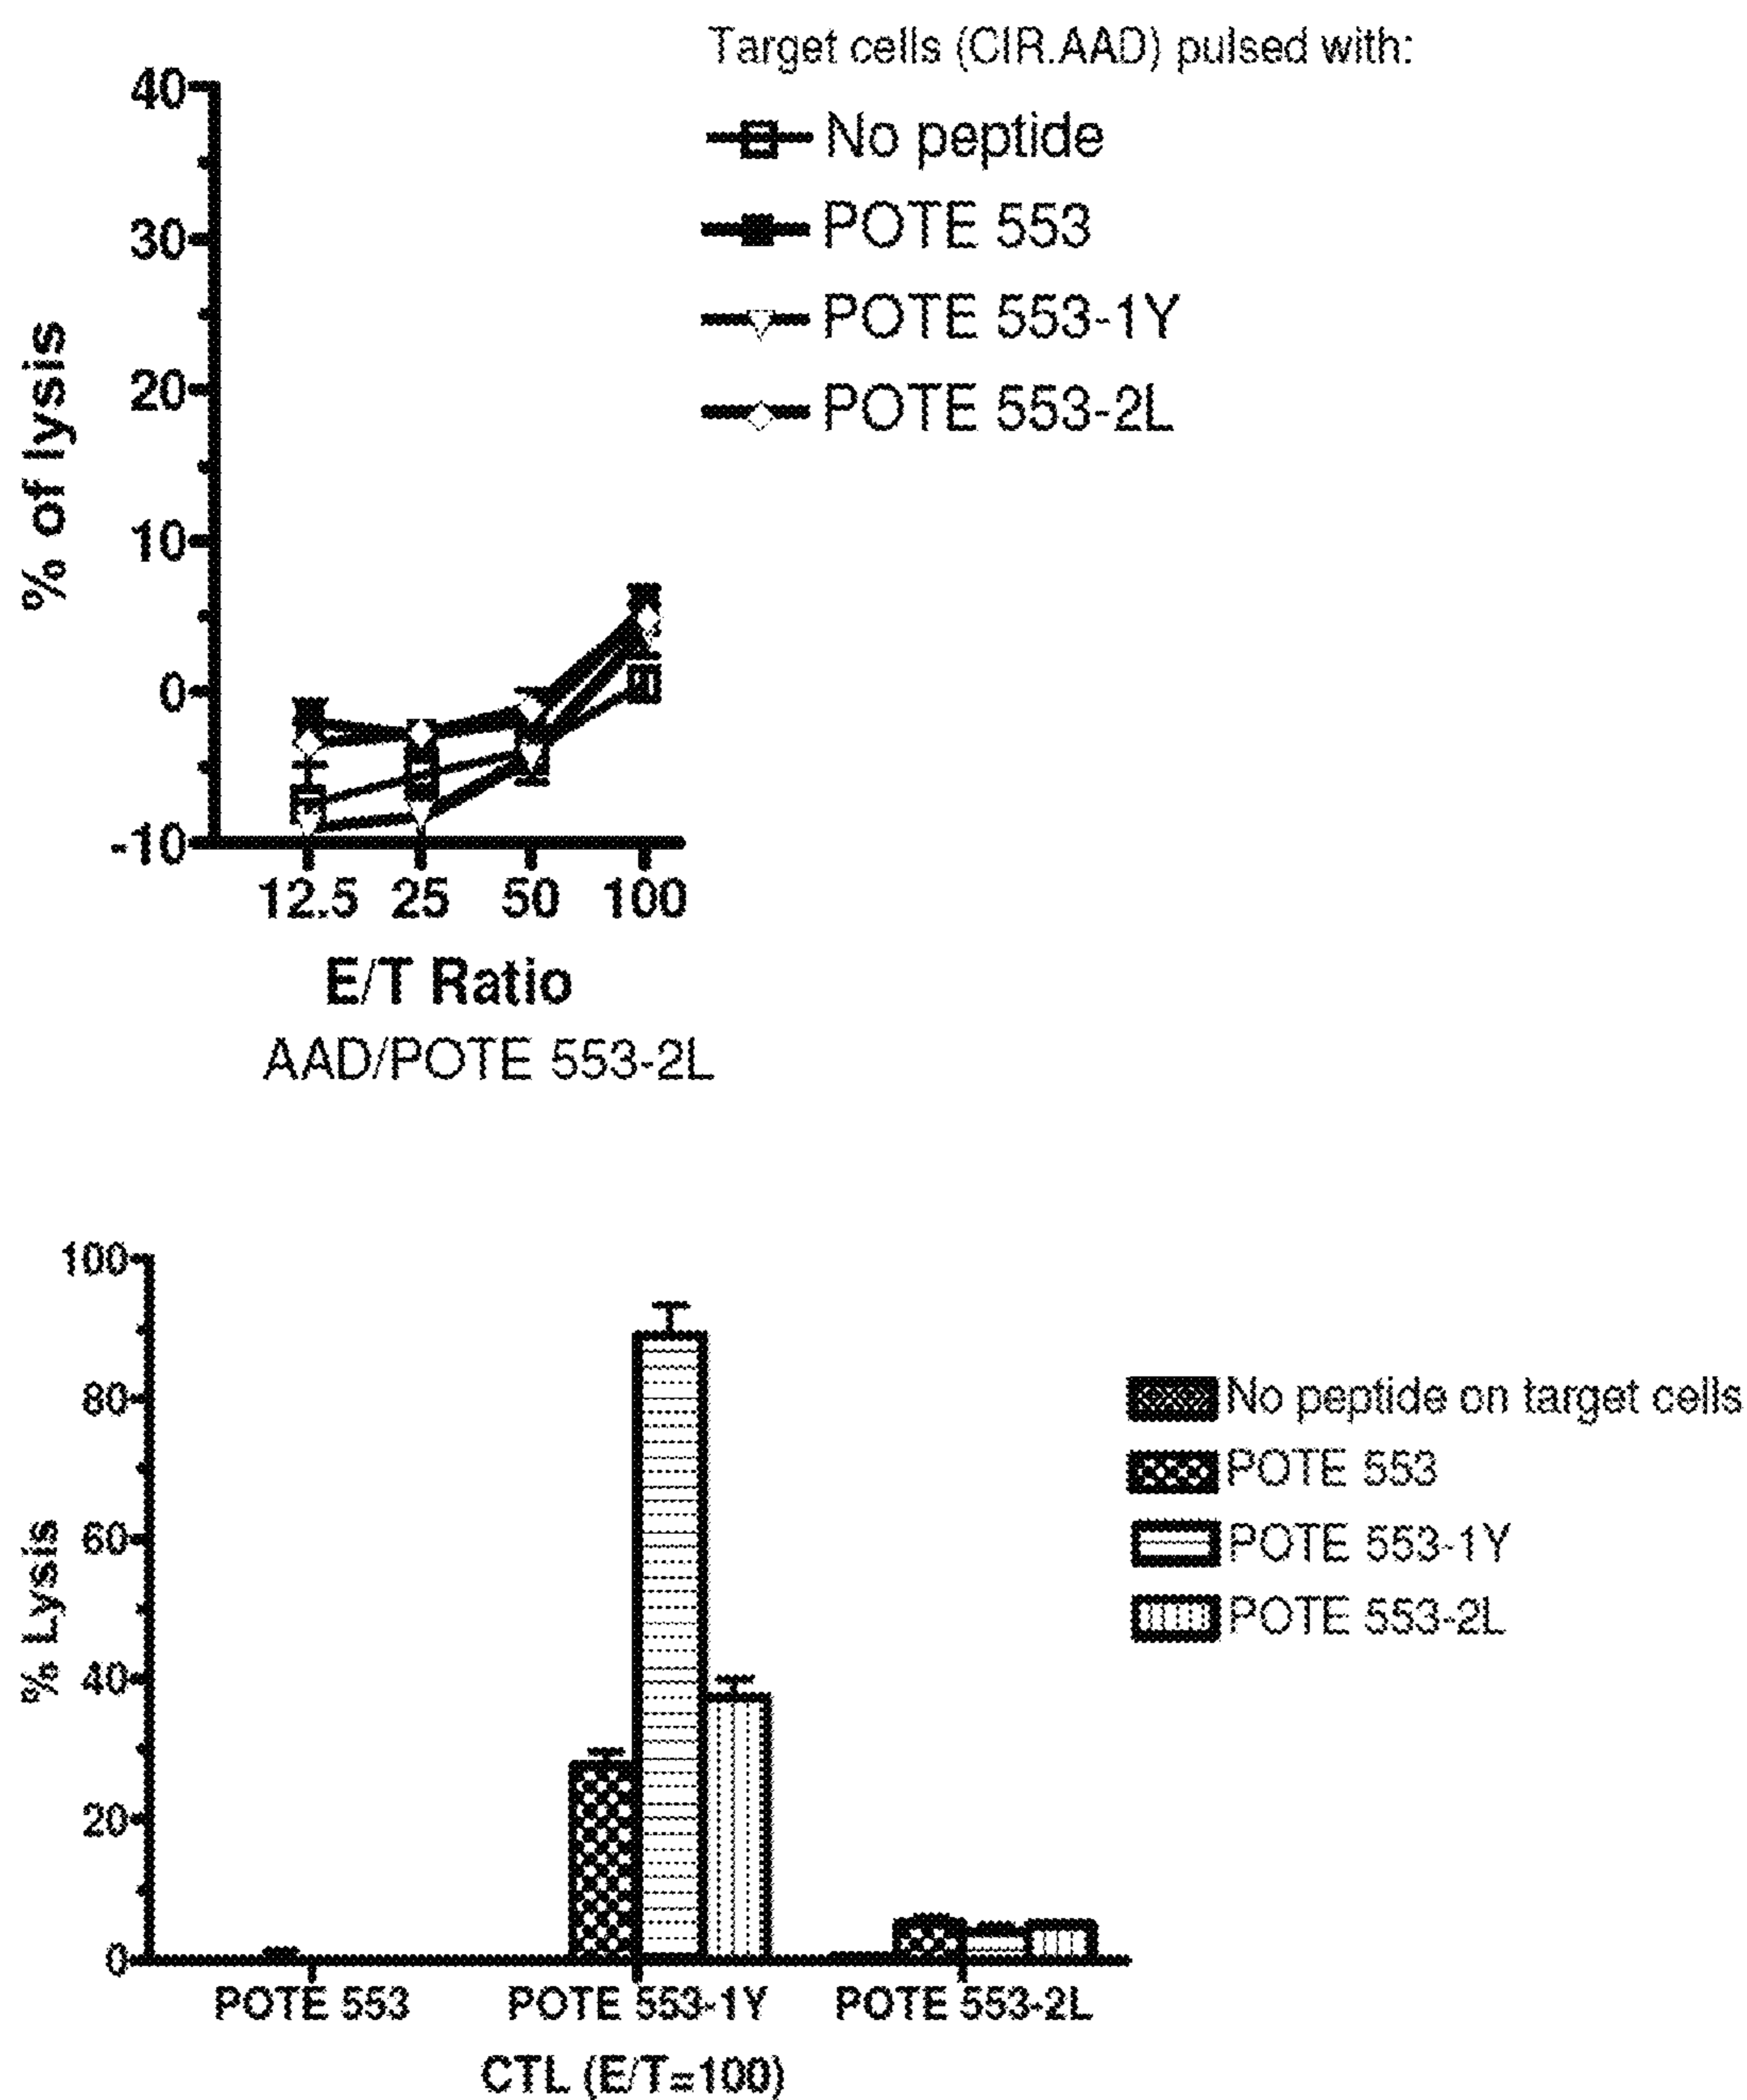 Target cells (CIR.AAD) pulsed with:
No peptide
POTE 553
POTE 553-1Y
POTE 553-2L
% of lysis
40
30
20
10
0
-10
12.5 25 50 100
E/T Ratio
AAD/POTE 553-2L
% Lysis
100
80
60
40
20
0
No peptide on target cells
POTE 553
POTE 553-1Y
POTE 553-2L
POTE 553 POTE 553-1Y POTE 553-2L
CTL (E/T=100)